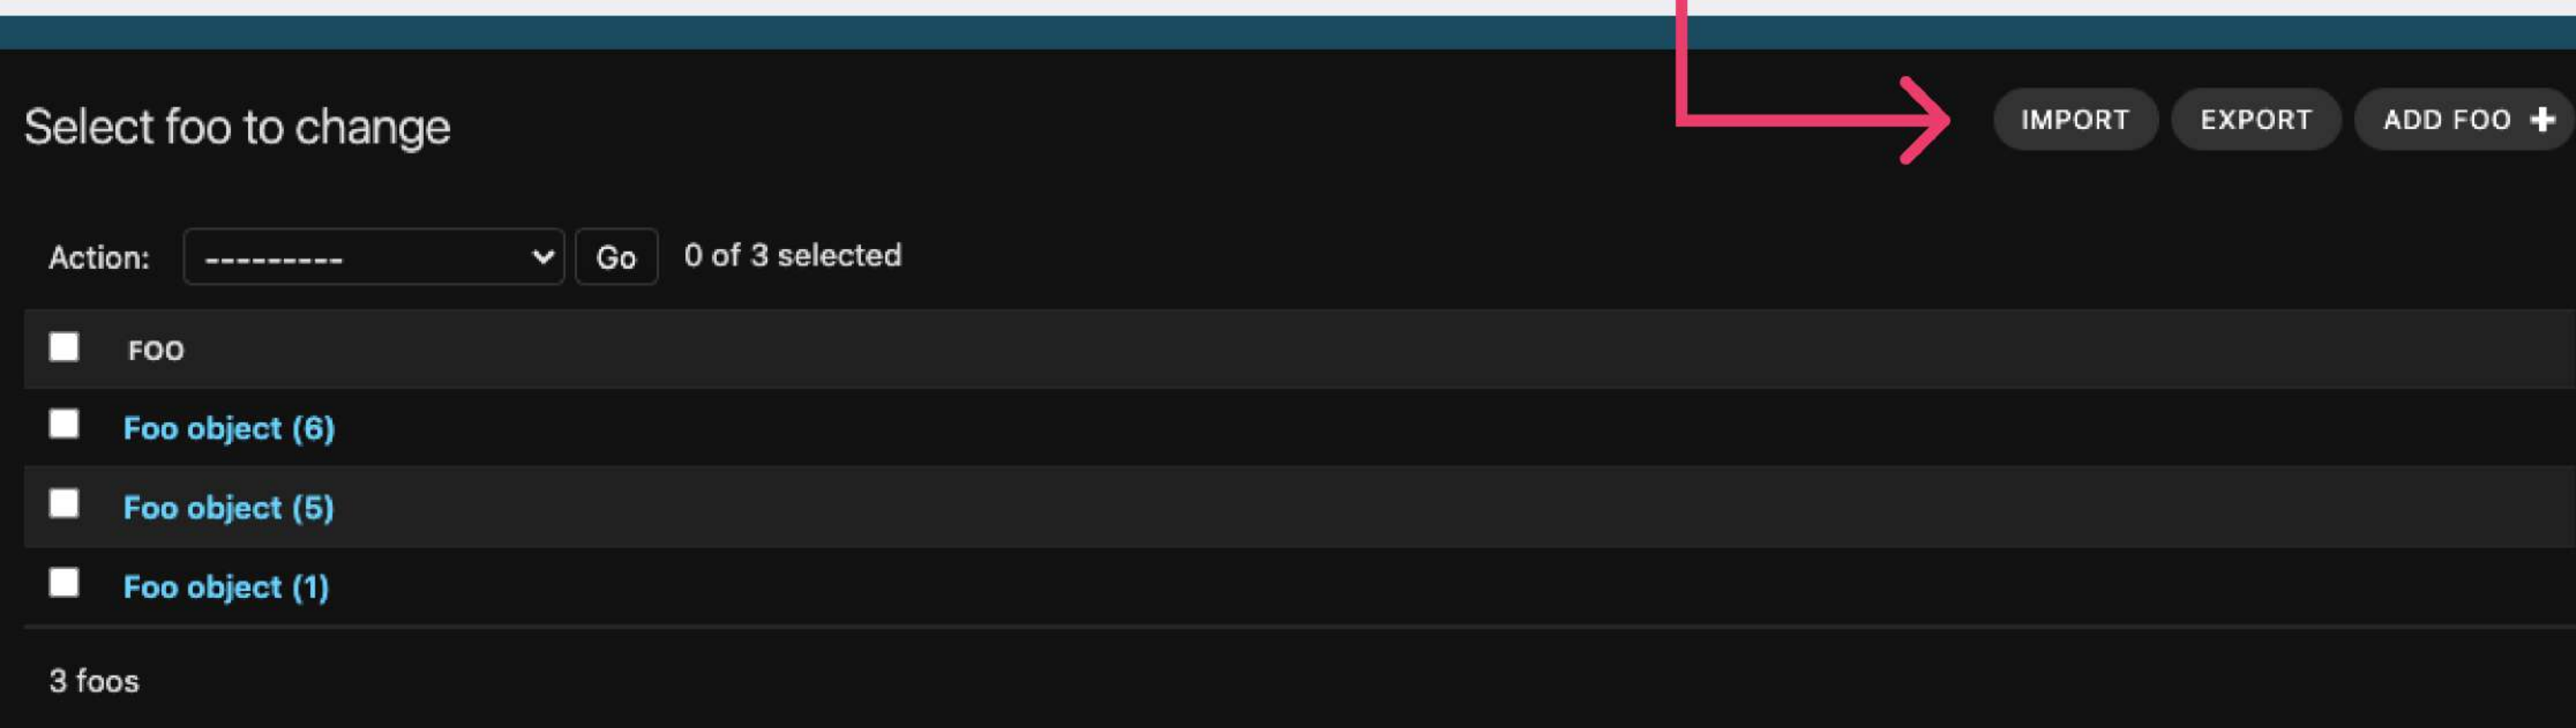 Select foo to change
IMPORT EXPORT ADD FOO +
Action: --------- Go 0 of 3 selected
FOO
Foo object (6)
Foo object (5)
Foo object (1)
3 foos